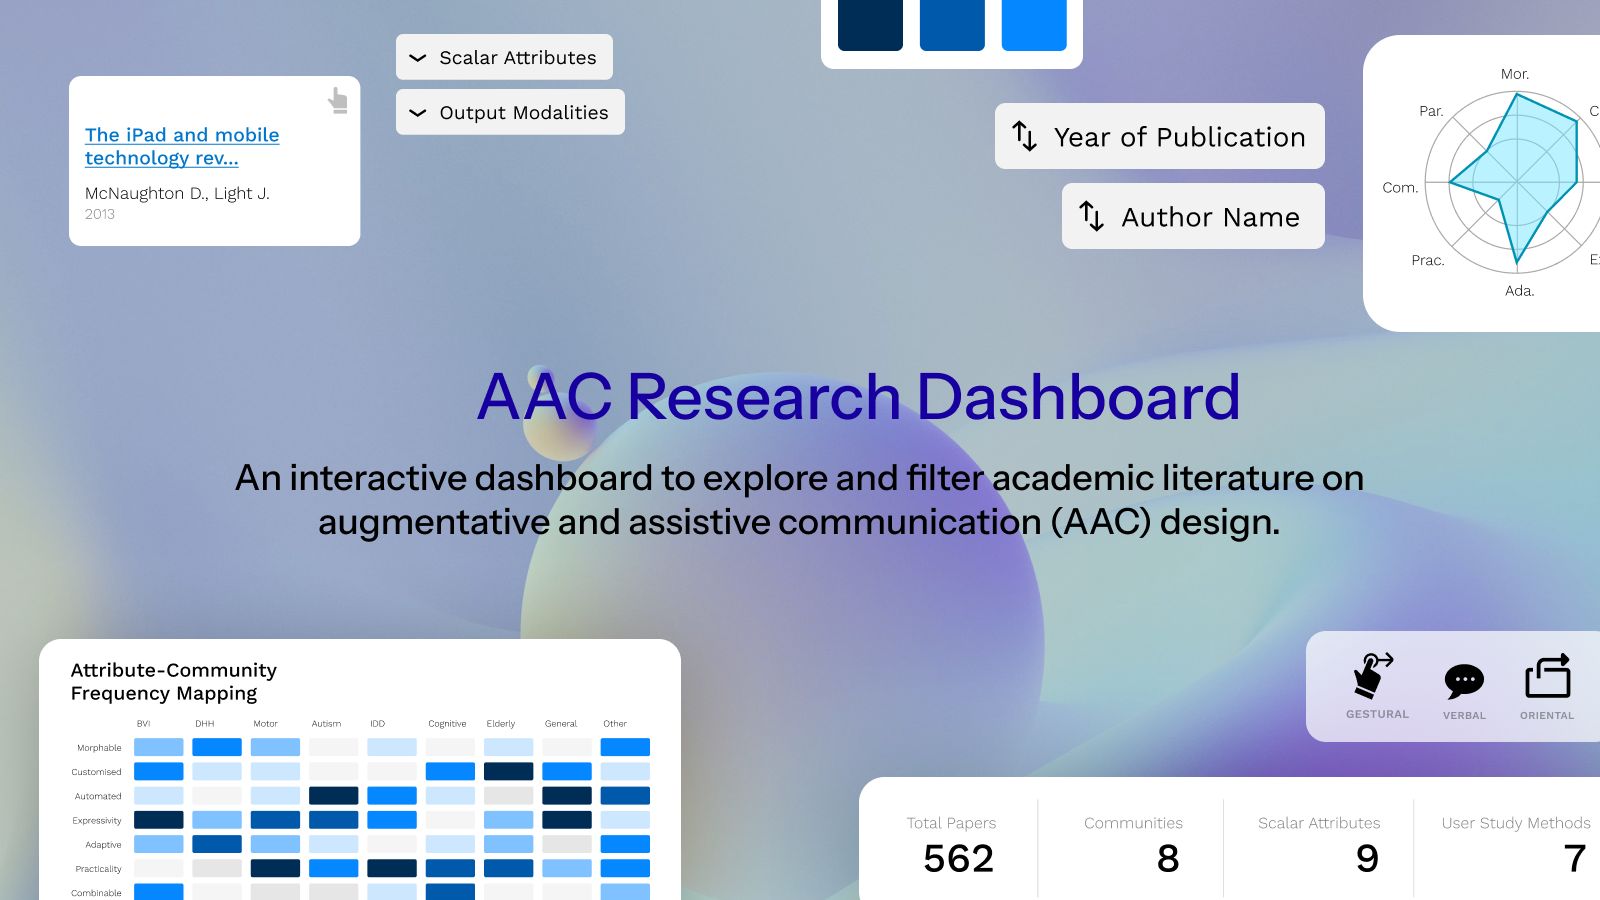 Scalar Attributes
Output Modalities
The iPad and mobile
technology rev...
McNaughton D., Light J.
2013
Year of Publication
Author Name
Mor.
Par.
C
Com.
Prac.
E
Ada.
AAC Research Dashboard
An interactive dashboard to explore and filter academic literature on
augmentative and assistive communication (AAC) design.
Attribute-Community
Frequency Mapping
BVI DHH Motor Autism IDD Cognitive Elderly General Other
Morphable
Customised
Automated
Expressivity
Adaptive
Practicality
Combinable
GESTURAL VERBAL ORIENTAL
Total Papers Communities Scalar Attributes User Study Methods
562 8 9 7